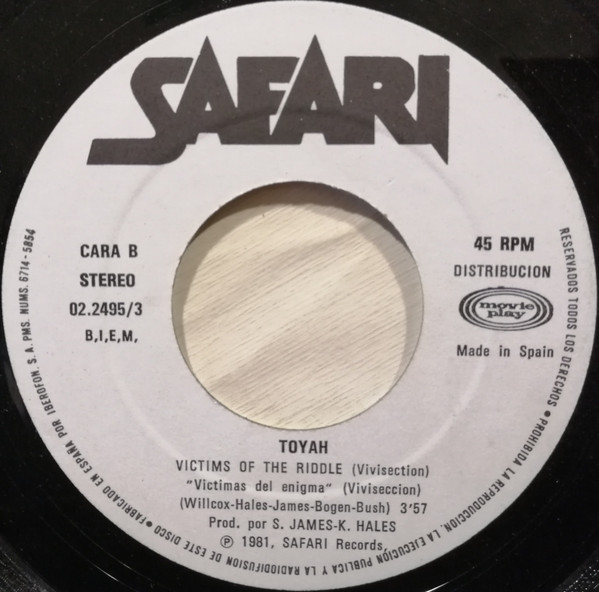 SAFARI
CARA B
STEREO
02.2495/3
B,I,E,M,
45 RPM
DISTRIBUCION
movie
play
Made in Spain
TOYAH
VICTIMS OF THE RIDDLE (Vivisection)
"Victimas del enigma" (Viviseccion)
(Willcox-Hales-James-Bogen-Bush) 3'57
Prod. por S. JAMES-K. HALES
℗ 1981, SAFARI Records,
RESERVADOS TODOS LOS DERECHOS • PROHIBIDA LA REPRODUCCION, LA EJECUCION PUBLICA Y LA RADIODIFUSION DE ESTE DISCO • FABRICADO EN ESPAÑA POR IBEROFON, S.A. PMS. NUMS. 6714-5854